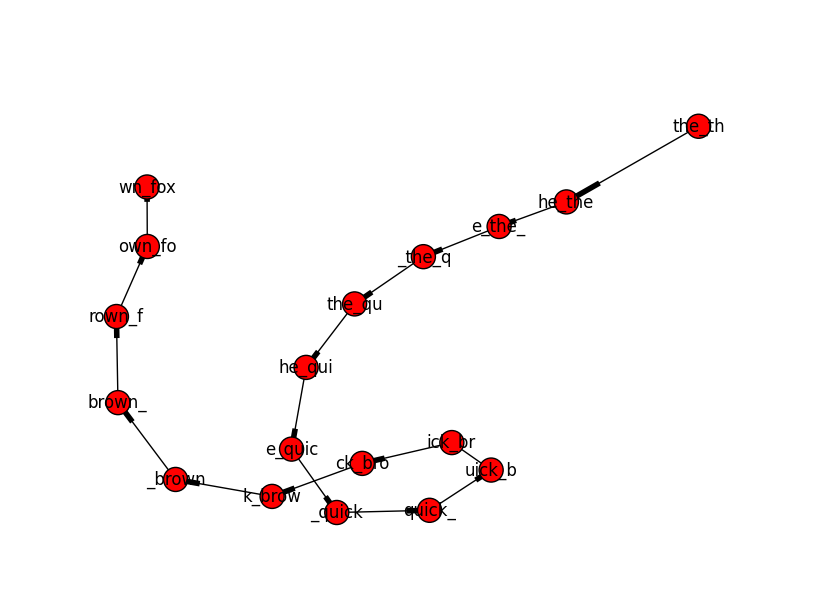 the_th
he_the
e_the_
_the_q
the_qu
he_qui
e_quic
_quick
quick_
uick_b
ick_br
ck_bro
k_brow
_brown
brown_
rown_f
own_fo
wn_fox